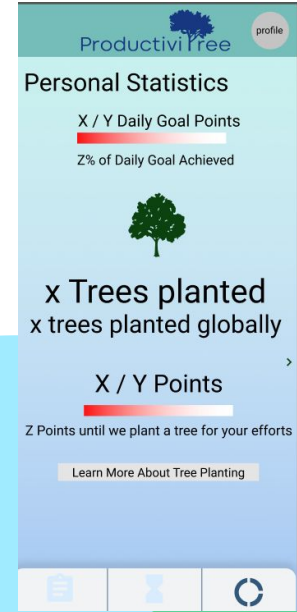 ProductiviTree
profile
Personal Statistics
X / Y Daily Goal Points
Z% of Daily Goal Achieved
x Trees planted
x trees planted globally
X / Y Points
Z Points until we plant a tree for your efforts
Learn More About Tree Planting